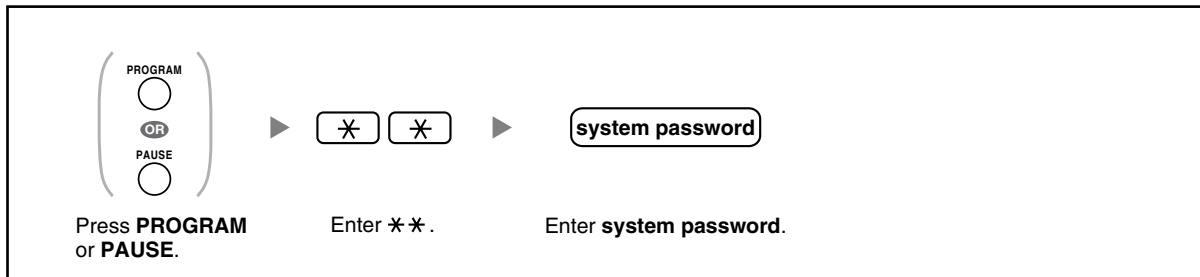 PROGRAM
OR
PAUSE
✳ ✳
system password
Press PROGRAM
or PAUSE.
Enter ✳✳.
Enter system password.